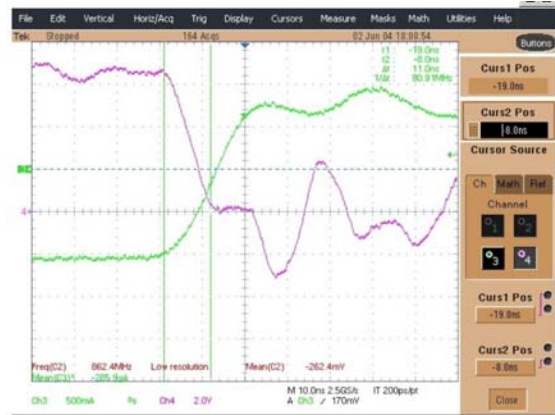 File Edit Vertical Horiz/Acq Trig Display Cursors Measure Masks Math Utilities Help
Tek Stopped 164 Acqs 02 Jun 04 18:08:54
Buttons
t1: -19.0ns
t2: -8.0ns
Δt: 11.0ns
1/Δt: 90.91MHz
Curs1 Pos
-19.0ns
Curs2 Pos
-8.0ns
Cursor Source
Ch Math Ref
Channel
1 2
3 4
4
Curs1 Pos
-19.0ns
Curs2 Pos
-8.0ns
Close
Freq(C2) 862.4MHz Low resolution Mean(C2) -262.4mV
Mean(C3)
Ch3 500mA Ch4 2.0V
M 10.0ns 2.5GS/s IT 200ps/pt
A Ch3 170mV